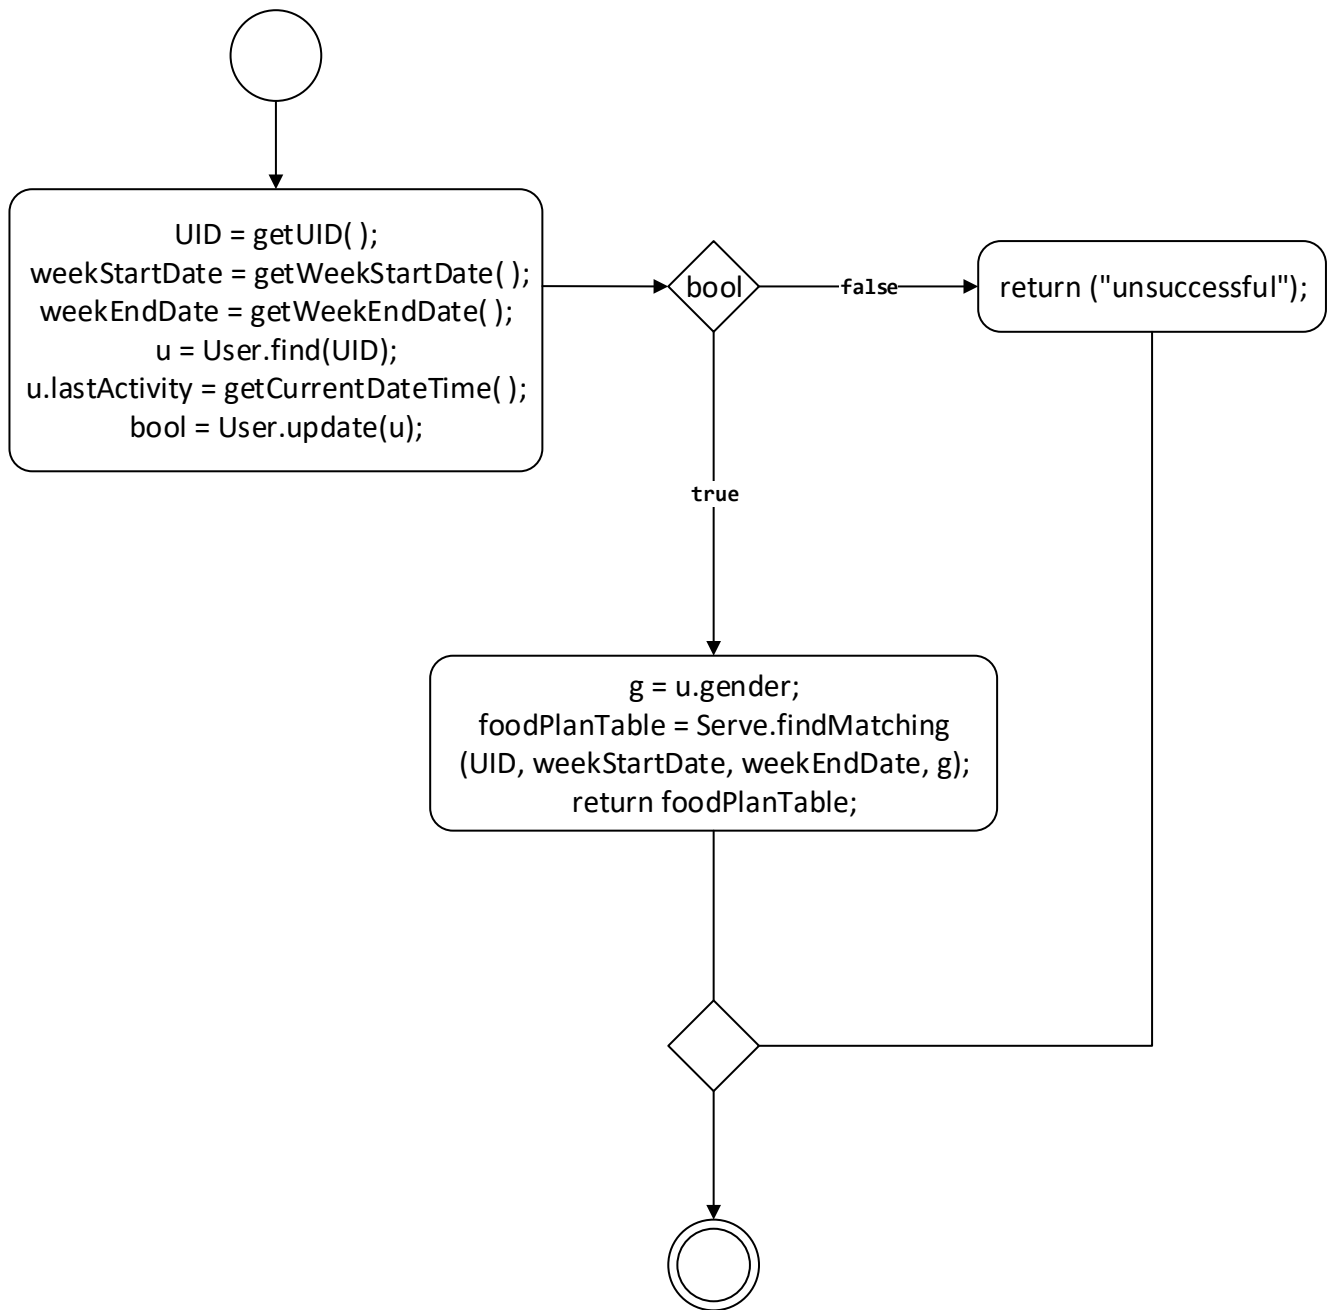 UID = getUID( );
weekStartDate = getWeekStartDate( );
weekEndDate = getWeekEndDate( );
u = User.find(UID);
u.lastActivity = getCurrentDateTime( );
bool = User.update(u);
bool
false
return ("unsuccessful");
true
g = u.gender;
foodPlanTable = Serve.findMatching
(UID, weekStartDate, weekEndDate, g);
return foodPlanTable;